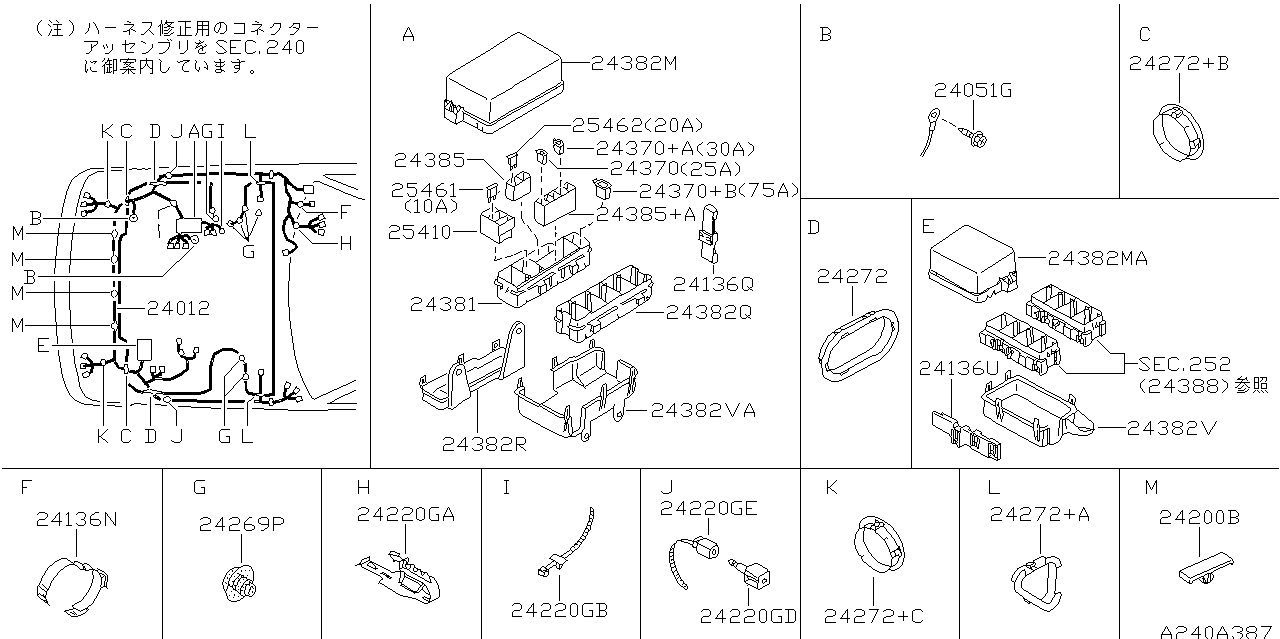 (注) ハーネス修正用のコネクター
アッセンブリを SEC.240
に御案内しています。
K C D J A G I L
B
M
M
B
M
M
E
24012
G
F
H
K C D J G L
A
24382M
25462(20A)
24370+A(30A)
24385
24370(25A)
25461
(10A)
24370+B(75A)
24385+A
25410
24136Q
24381
24382Q
24382VA
24382R
B
24051G
C
24272+B
D
24272
E
24382MA
SEC.252
(24388)参照
24136U
24382V
F
24136N
G
24269P
H
24220GA
I
24220GB
J
24220GE
24220GD
K
24272+C
L
24272+A
M
24200B
A240A387